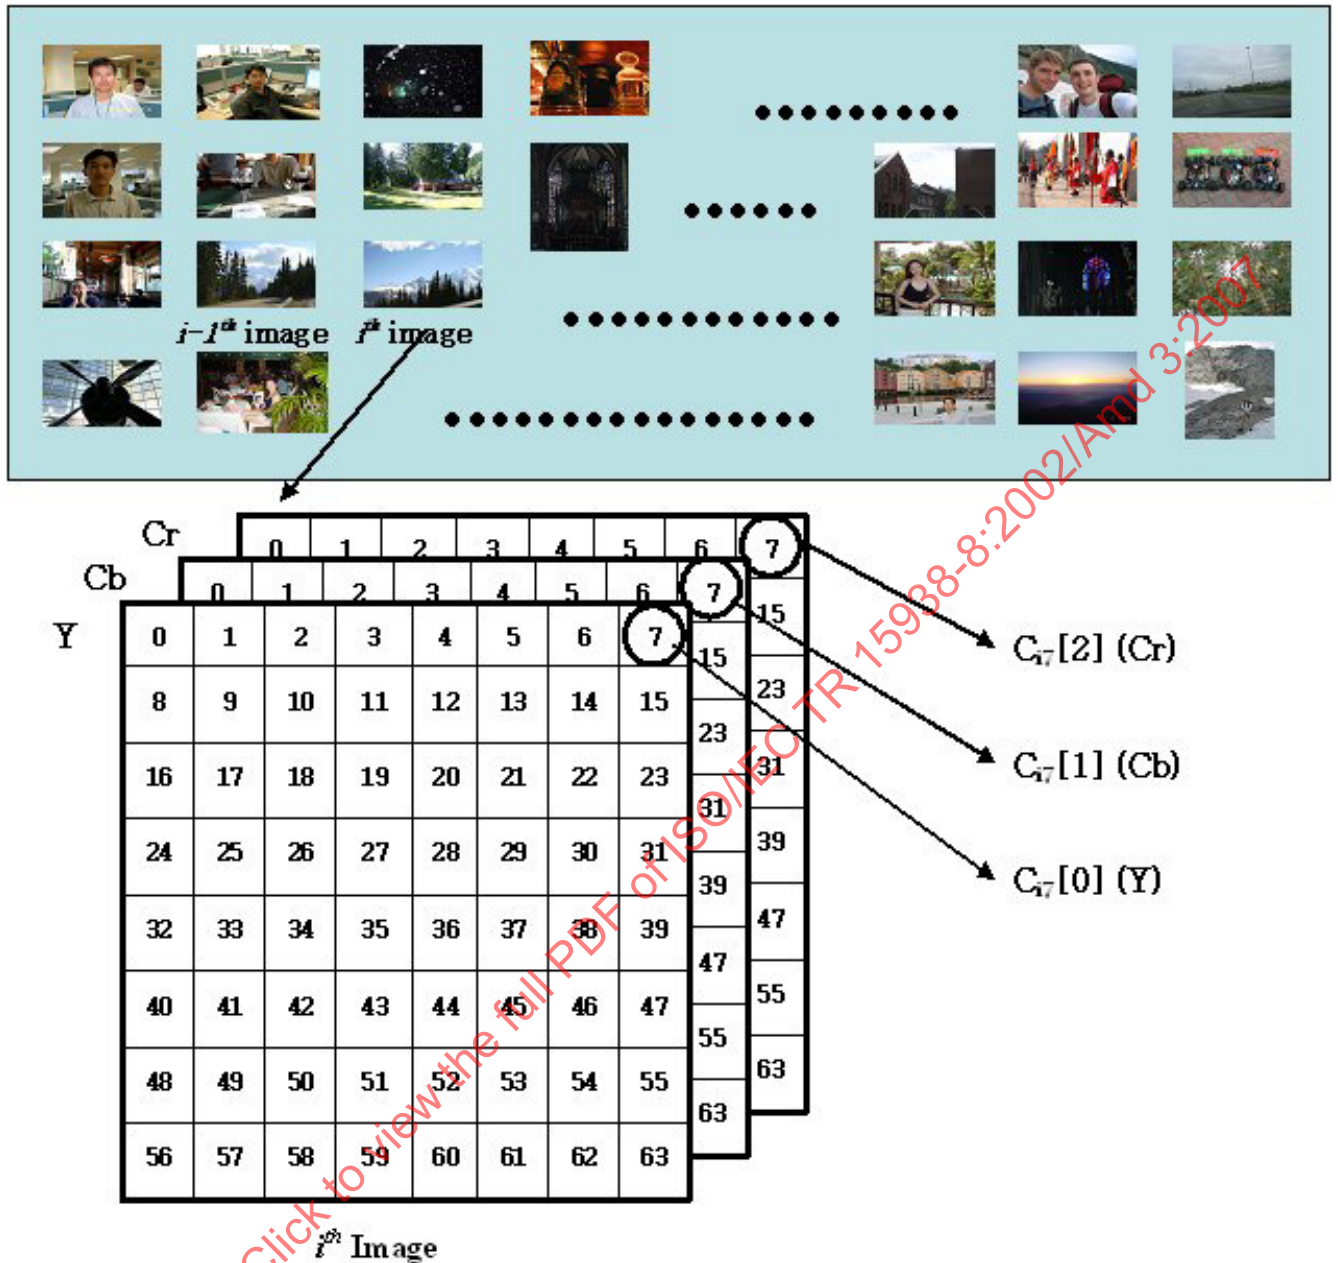 i-1th image ith image
Cr
0 1 2 3 4 5 6 7
Cb
0 1 2 3 4 5 6 7
Y
0 1 2 3 4 5 6 7
8 9 10 11 12 13 14 15
16 17 18 19 20 21 22 23
24 25 26 27 28 29 30 31
32 33 34 35 36 37 38 39
40 41 42 43 44 45 46 47
48 49 50 51 52 53 54 55
56 57 58 59 60 61 62 63
15
23
31
39
47
55
63
15
23
31
39
47
55
63
Ci7[2] (Cr)
Ci7[1] (Cb)
Ci7[0] (Y)
ith Image
Click to view the full PDF of ISO/IEC TR 15938-8:2002/Amd 3:2007